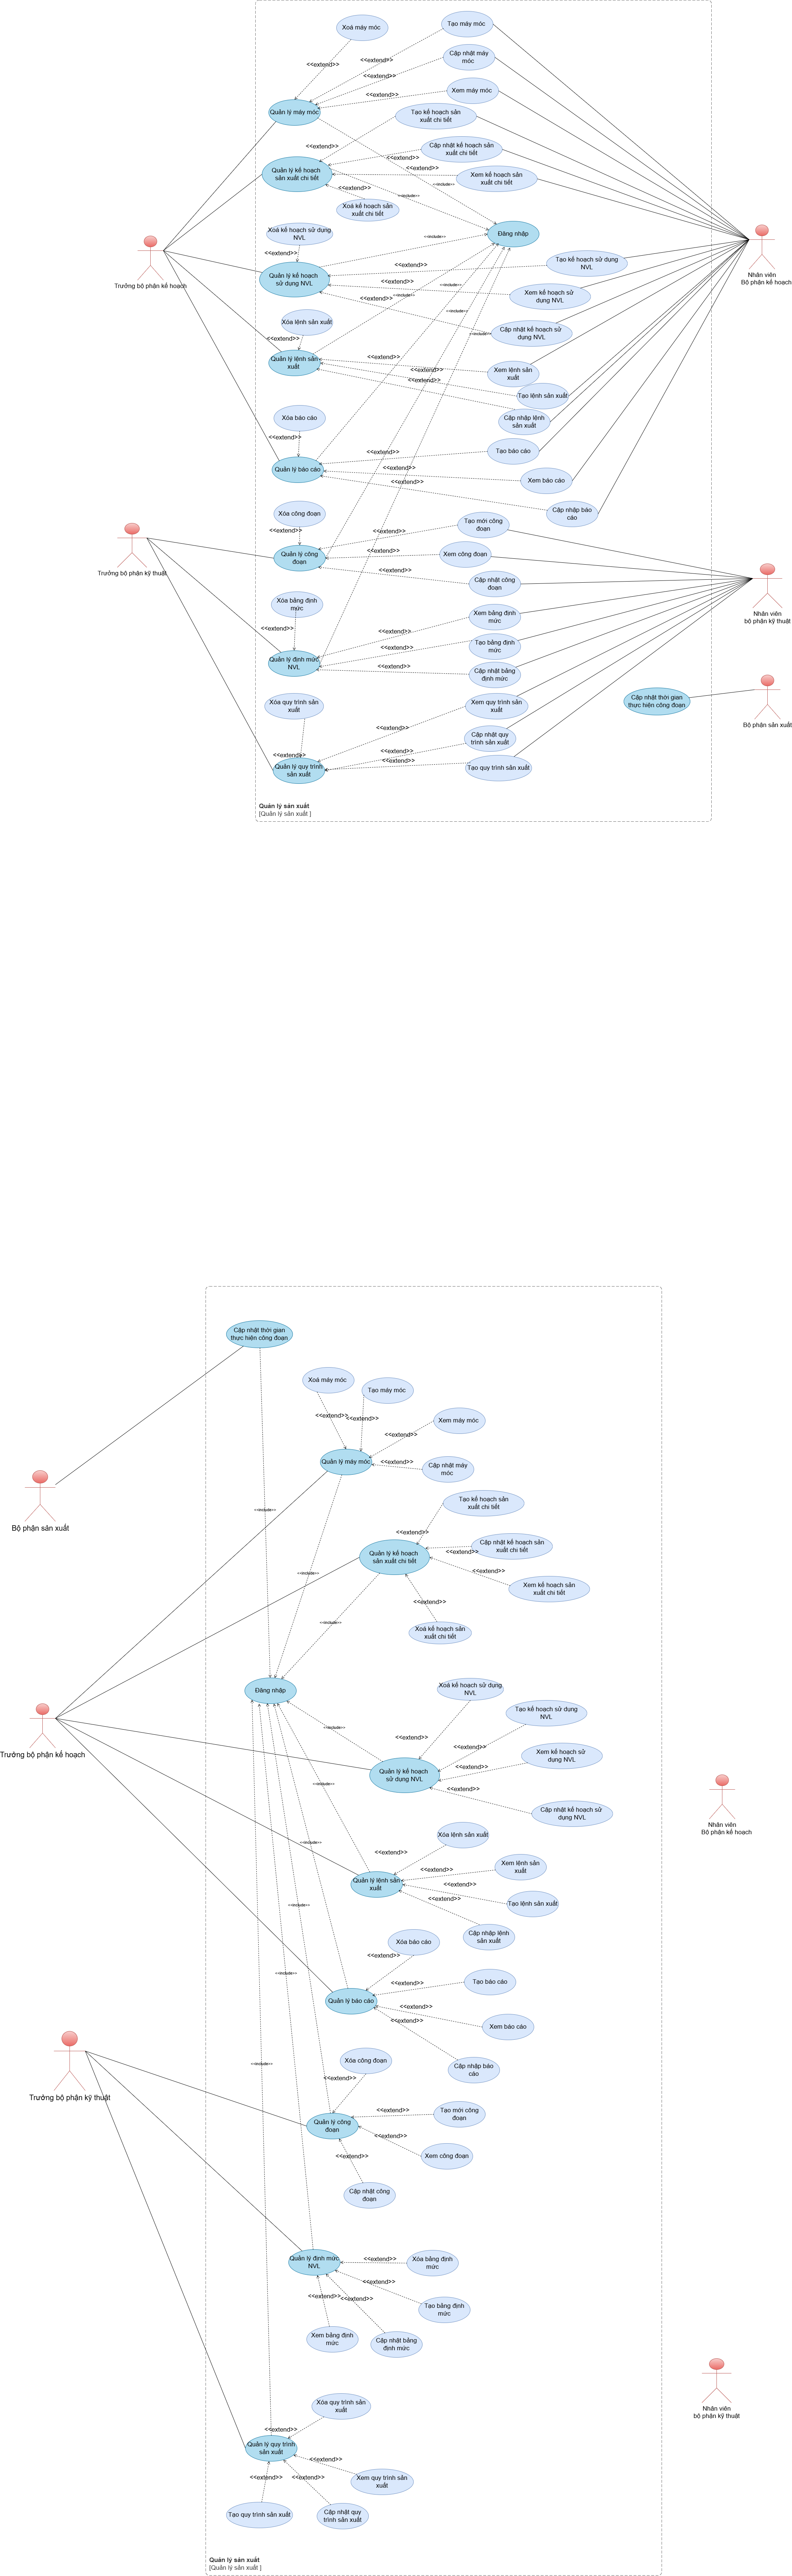 Xoá máy móc
Tạo máy móc
<<extend>>
<<extend>>
Cập nhật máy
móc
<<extend>>
Xem máy móc
<<extend>>
Quản lý máy móc
Tạo kế hoạch sản
xuất chi tiết
<<extend>>
Cập nhật kế hoạch sản
xuất chi tiết
<<extend>>
Quản lý kế hoạch
sản xuất chi tiết
<<extend>>
Xem kế hoạch sản
xuất chi tiết
<<include>>
<<extend>>
<<include>>
Xoá kế hoạch sản
xuất chi tiết
Xoá kế hoạch sử dụng
NVL
<<include>>
Đăng nhập
<<extend>>
Trưởng bộ phận kế hoạch
Nhân viên
Bộ phận kế hoạch
Tạo kế hoạch sử dụng
NVL
<<extend>>
Quản lý kế hoạch
sử dụng NVL
<<extend>>
<<include>>
Xem kế hoạch sử
dụng NVL
<<extend>>
<<include>>
<<include>>
Xóa lệnh sản xuất
Cập nhật kế hoạch sử
dụng NVL
<<include>>
<<extend>>
Quản lý lệnh sản
xuất
<<extend>>
<<extend>>
<<extend>>
Xem lệnh sản
xuất
Tạo lệnh sản xuất
Cập nhập lệnh
sản xuất
Xóa báo cáo
<<extend>>
Tạo báo cáo
<<extend>>
Quản lý báo cáo
<<extend>>
<<extend>>
Xem báo cáo
Cập nhập báo
cáo
Xóa công đoạn
<<extend>>
Tạo mới công
đoạn
<<extend>>
Trưởng bộ phận kỹ thuật
Quản lý công
đoạn
<<extend>>
Xem công đoạn
<<extend>>
Cập nhật công
đoạn
Nhân viên
bộ phận kỹ thuật
Xóa bảng định
mức
<<extend>>
Xem bảng định
mức
<<extend>>
<<extend>>
Tạo bảng định
mức
Quản lý định mức
NVL
<<extend>>
Cập nhật bảng
định mức
Cập nhật thời gian
thực hiện công đoạn
Bộ phận sản xuất
Xóa quy trình sản
xuất
Xem quy trình sản
xuất
<<extend>>
Cập nhật quy
trình sản xuất
<<extend>>
<<extend>>
<<extend>>
Quản lý quy trình
sản xuất
Tạo quy trình sản xuất
Quản lý sản xuất
[Quản lý sản xuất ]
Cập nhật thời gian
thực hiện công đoạn
Xoá máy móc
Tạo máy móc
<<extend>>
<<extend>>
Xem máy móc
<<extend>>
Quản lý máy móc
<<extend>>
Cập nhật máy
móc
Bộ phận sản xuất
<<include>>
Tạo kế hoạch sản
xuất chi tiết
<<extend>>
Cập nhật kế hoạch sản
xuất chi tiết
<<extend>>
Quản lý kế hoạch
sản xuất chi tiết
<<extend>>
<<include>>
Xem kế hoạch sản
xuất chi tiết
<<extend>>
<<include>>
Xoá kế hoạch sản
xuất chi tiết
Đăng nhập
Xoá kế hoạch sử dụng
NVL
Tạo kế hoạch sử dụng
NVL
<<include>>
<<extend>>
<<extend>>
Trưởng bộ phận kế hoạch
Xem kế hoạch sử
dụng NVL
<<extend>>
Quản lý kế hoạch
sử dụng NVL
<<include>>
<<extend>>
Cập nhật kế hoạch sử
dụng NVL
Nhân viên
Bộ phận kế hoạch
Xóa lệnh sản xuất
<<include>>
<<extend>>
Xem lệnh sản
xuất
<<extend>>
Quản lý lệnh sản
xuất
<<extend>>
<<extend>>
Tạo lệnh sản xuất
<<include>>
Cập nhập lệnh
sản xuất
Xóa báo cáo
<<extend>>
<<include>>
<<extend>>
Tạo báo cáo
Quản lý báo cáo
<<extend>>
<<extend>>
Xem báo cáo
Xóa công đoạn
<<include>>
<<extend>>
Cập nhập báo
cáo
Trưởng bộ phận kỹ thuật
<<extend>>
Tạo mới công
đoạn
Quản lý công
đoạn
<<extend>>
<<extend>>
Xem công đoạn
Cập nhật công
đoạn
Quản lý định mức
NVL
<<extend>>
Xóa bảng định
mức
<<extend>>
<<extend>>
<<extend>>
Tạo bảng định
mức
Xem bảng định
mức
Cập nhật bảng
định mức
Nhân viên
bộ phận kỹ thuật
Xóa quy trình sản
xuất
<<extend>>
Quản lý quy trình
sản xuất
<<extend>>
<<extend>>
<<extend>>
Xem quy trình sản
xuất
Tạo quy trình sản xuất
Cập nhật quy
trình sản xuất
Quản lý sản xuất
[Quản lý sản xuất ]